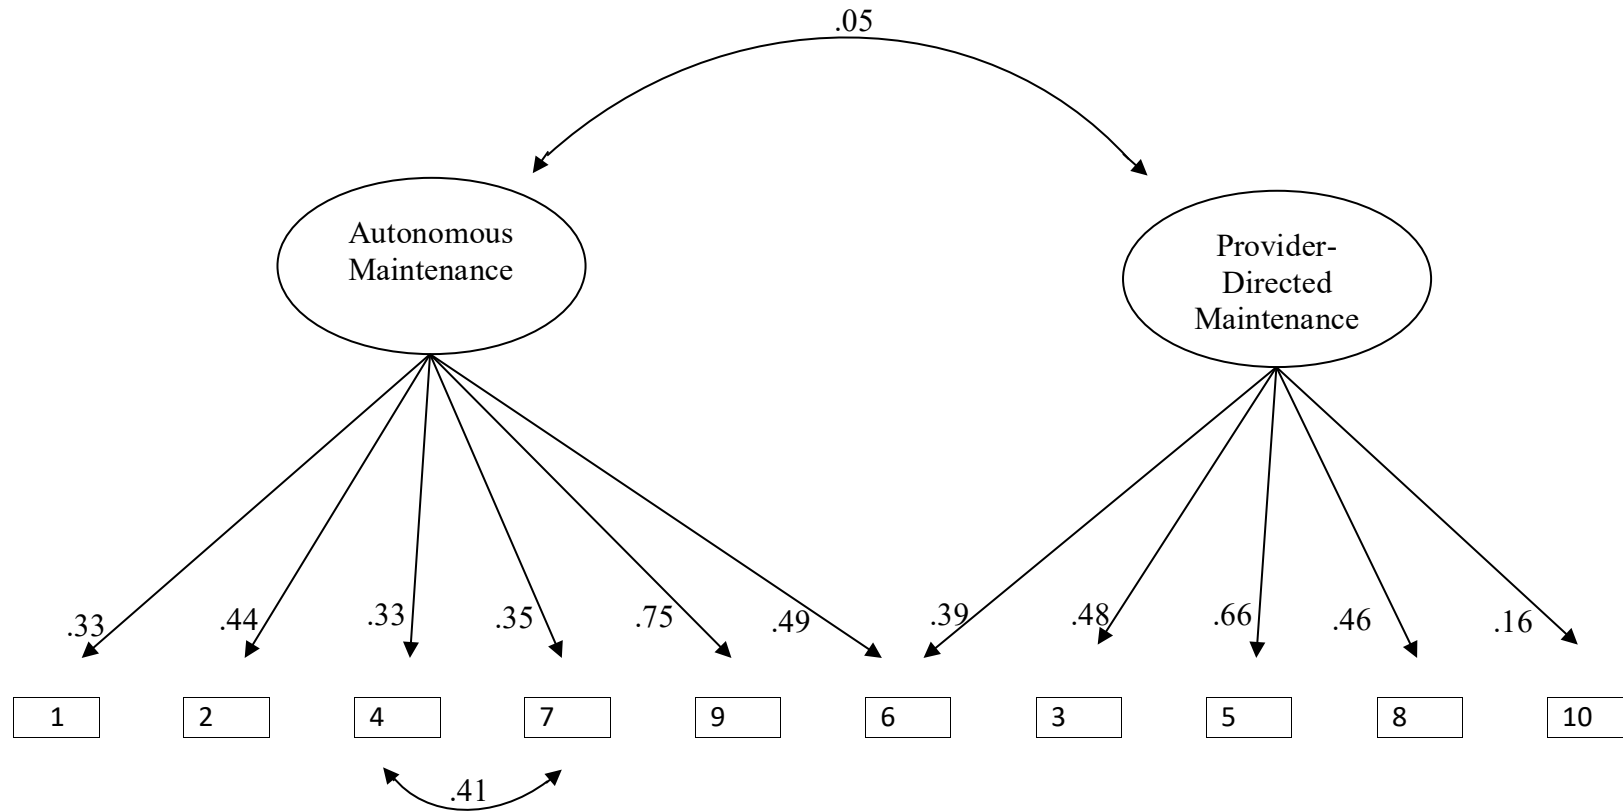 .05
Autonomous
Maintenance
Provider-
Directed
Maintenance
.33 .44 .33 .35 .75 .49 .39 .48 .66 .46 .16
1 2 4 7 9 6 3 5 8 10
.41